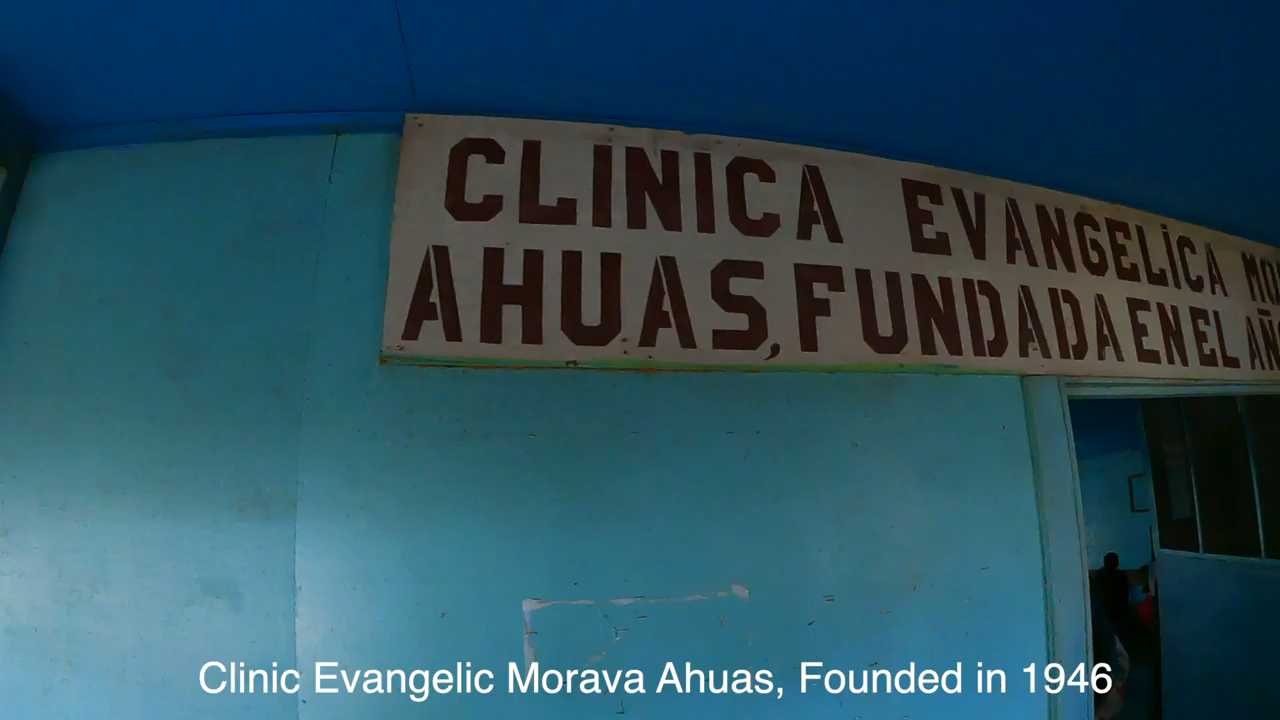 CLINICA EVANGELICA
AHUAS, FUNDADA EN EL
Clinic Evangelic Morava Ahuas, Founded in 1946